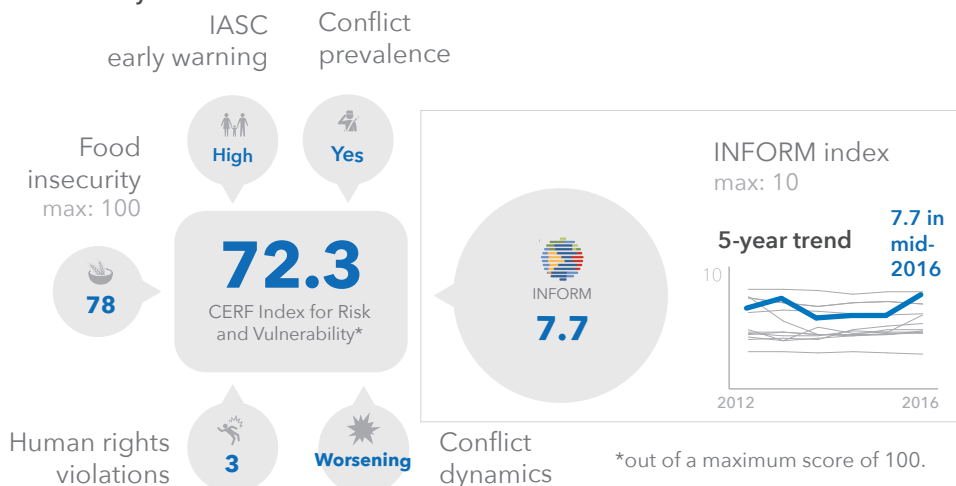 IASC
early warning
Conflict
prevalence
High
Yes
Food
insecurity
max: 100
78
72.3
CERF Index for Risk
and Vulnerability*
INFORM
7.7
INFORM index
max: 10
5-year trend
7.7 in
mid-
2016
10
2012
2016
Human rights
violations
3
Worsening
Conflict
dynamics
*out of a maximum score of 100.